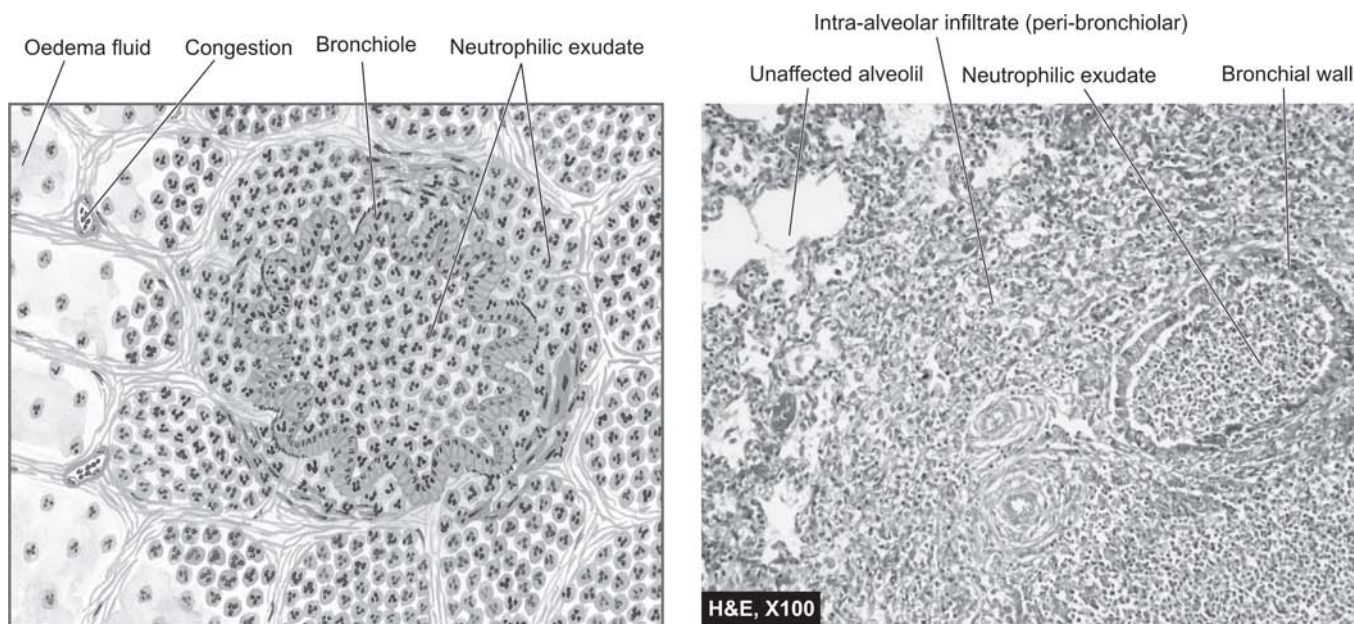 Oedema fluid
Congestion
Bronchiole
Neutrophilic exudate
Intra-alveolar infiltrate (peri-bronchiolar)
Unaffected alveolil
Neutrophilic exudate
Bronchial wall
H&E, X100